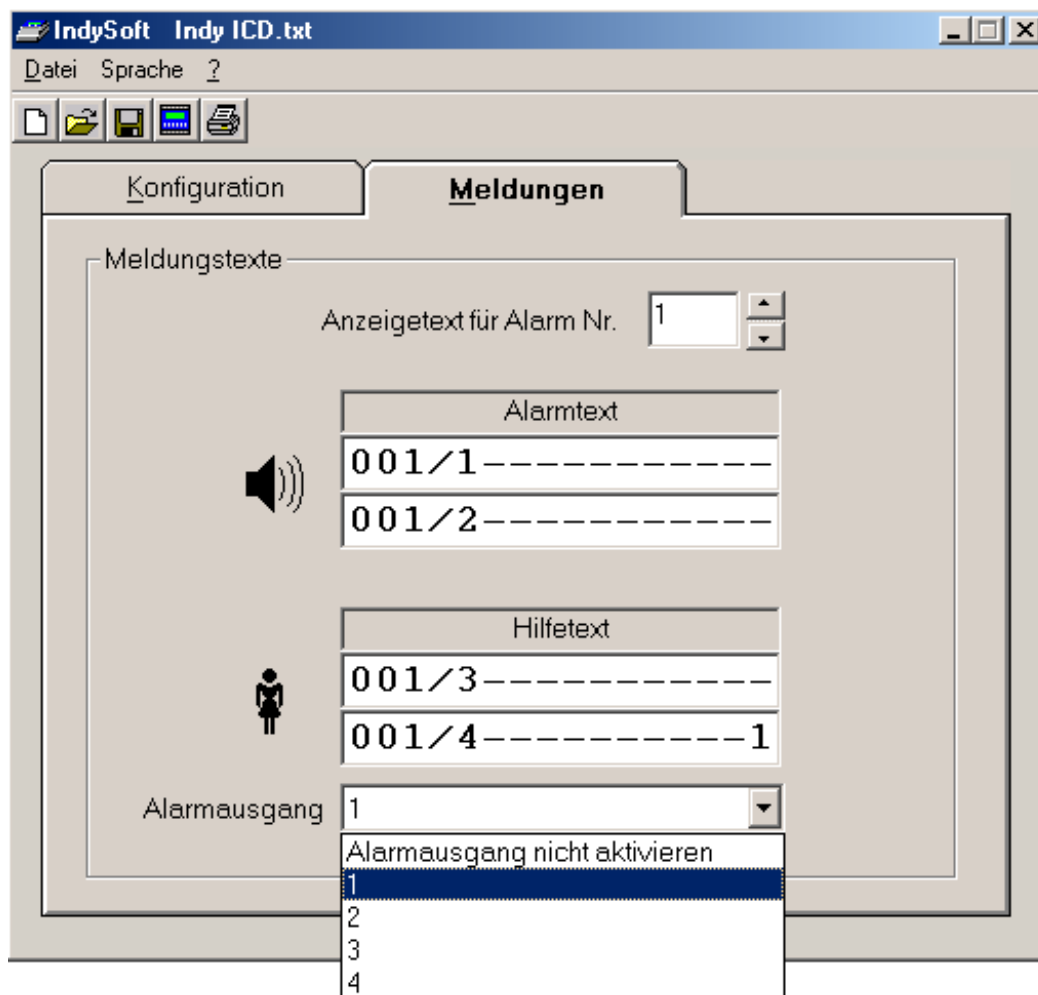 IndySoft Indy ICD.txt
Datei Sprache ?
Konfiguration Meldungen
Meldungstexte
Anzeigetext für Alarm Nr. 1
Alarmtext
001/1-----------
001/2-----------
Hilfetext
001/3-----------
001/4----------1
Alarmausgang 1
Alarmausgang nicht aktivieren
1
2
3
4